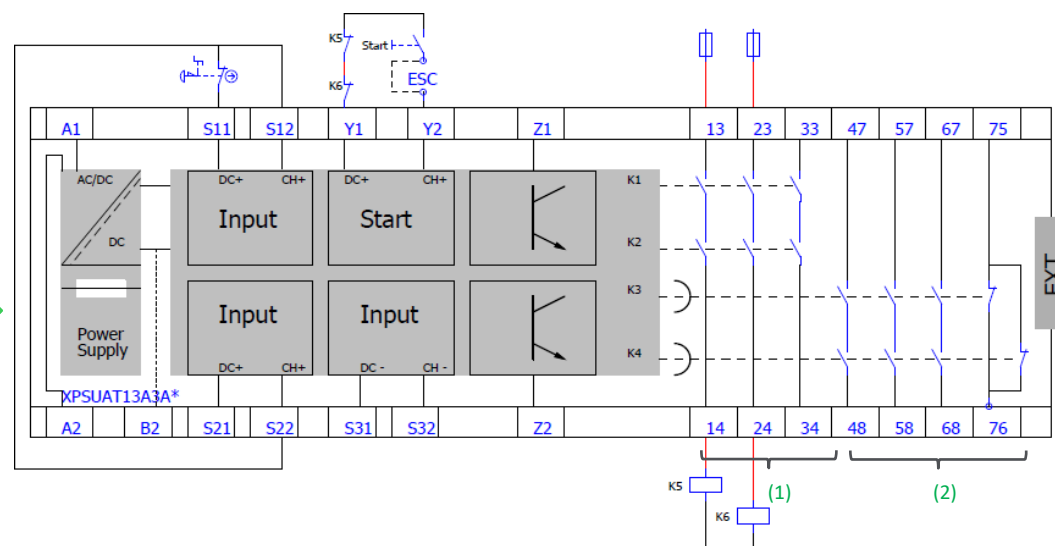 K5
Start
K6
ESC
A1 S11 S12 Y1 Y2 Z1 13 23 33 47 57 67 75
AC/DC
DC
DC+ CH+
Input
DC+ CH+
Start
K1
K2
K3
K4
EXT
Power
Supply
Input
DC+ CH+
Input
DC - CH -
XPSUAT13A3A*
A2 B2 S21 S22 S31 S32 Z2 14 24 34 48 58 68 76
K5
K6
(1)
(2)